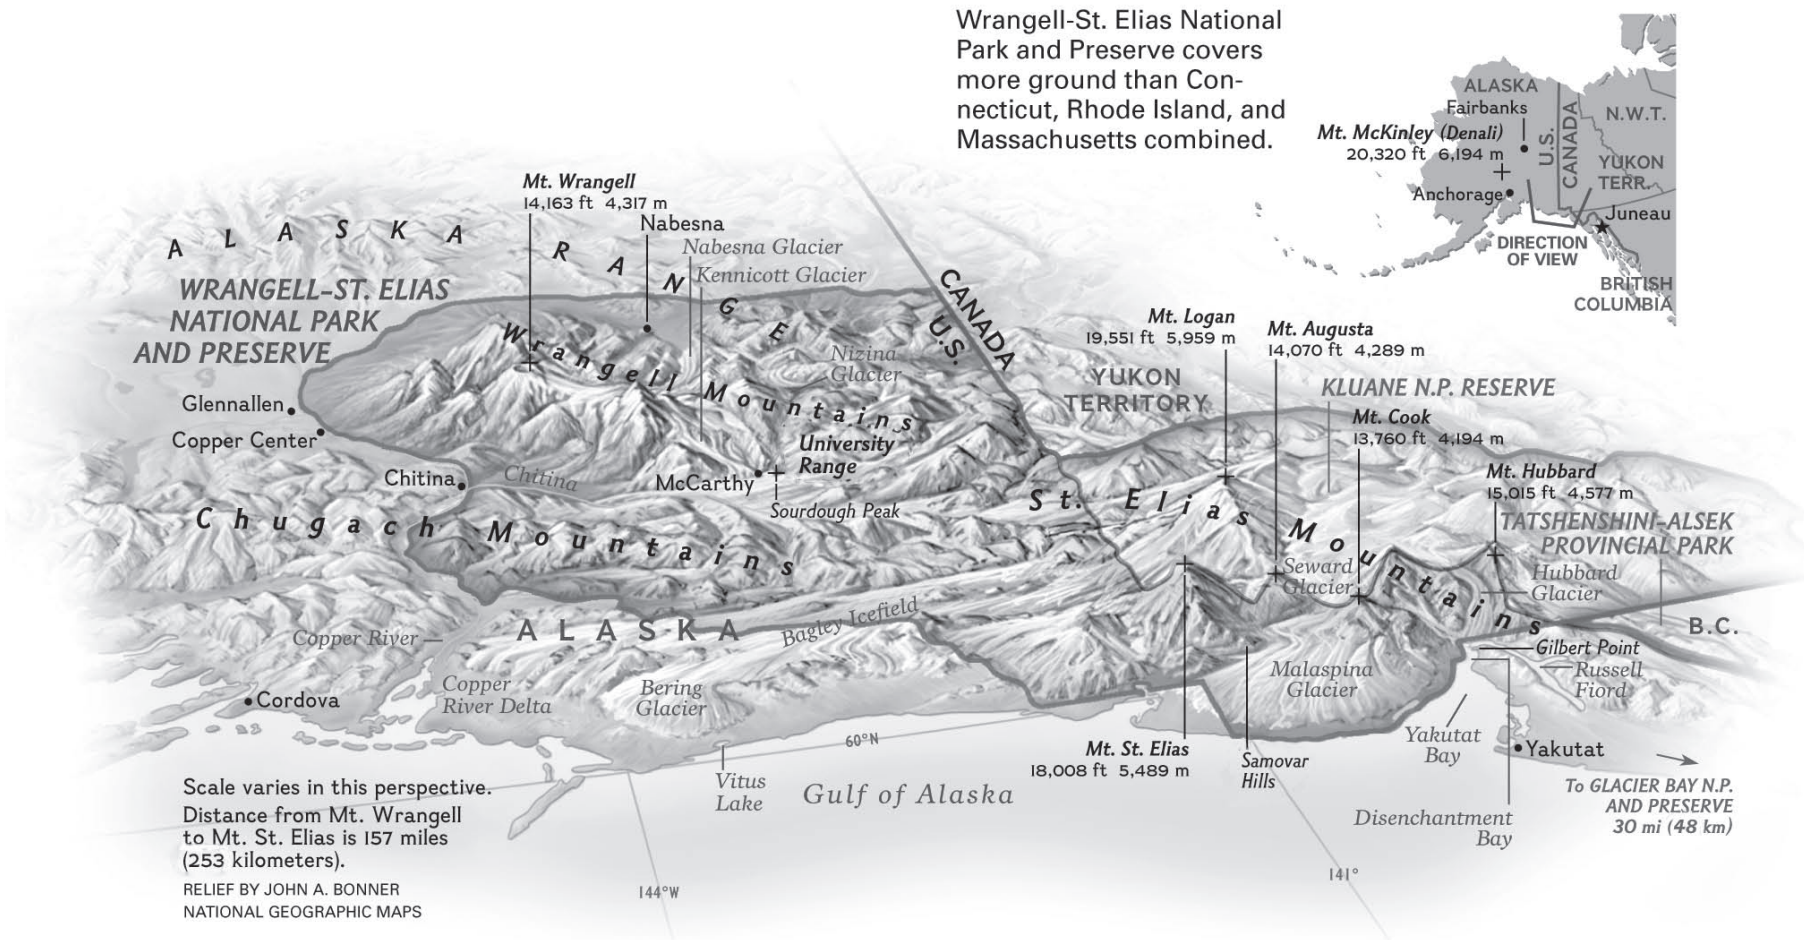 Wrangell-St. Elias National
Park and Preserve covers
more ground than Con-
necticut, Rhode Island, and
Massachusetts combined.
ALASKA
Fairbanks
Mt. McKinley (Denali)
20,320 ft 6,194 m
Anchorage
U.S.
CANADA
N.W.T.
YUKON
TERR.
Juneau
DIRECTION
OF VIEW
BRITISH
COLUMBIA
Mt. Wrangell
14,163 ft 4,317 m
Nabesna
Nabesna Glacier
Kennicott Glacier
ALASKA RANGE
WRANGELL-ST. ELIAS
NATIONAL PARK
AND PRESERVE
Wrangell Mountains
Nizina
Glacier
CANADA
U.S.
Mt. Logan
19,551 ft 5,959 m
Mt. Augusta
14,070 ft 4,289 m
YUKON
TERRITORY
KLUANE N.P. RESERVE
Mt. Cook
13,760 ft 4,194 m
Mt. Hubbard
15,015 ft 4,577 m
TATSHENSHINI-ALSEK
PROVINCIAL PARK
Glennallen
Copper Center
Chitina
Chitina
McCarthy
University
Range
Sourdough Peak
St. Elias Mountains
Chugach Mountains
Seward
Glacier
Hubbard
Glacier
B.C.
Gilbert Point
Russell
Fiord
ALASKA
Bagley Icefield
Copper River
Copper
River Delta
Bering
Glacier
Malaspina
Glacier
Cordova
Yakutat
Bay
Yakutat
60°N
Mt. St. Elias
18,008 ft 5,489 m
Samovar
Hills
Vitus
Lake
Gulf of Alaska
Disenchantment
Bay
To GLACIER BAY N.P.
AND PRESERVE
30 mi (48 km)
Scale varies in this perspective.
Distance from Mt. Wrangell
to Mt. St. Elias is 157 miles
(253 kilometers).
RELIEF BY JOHN A. BONNER
NATIONAL GEOGRAPHIC MAPS
144°W
141°